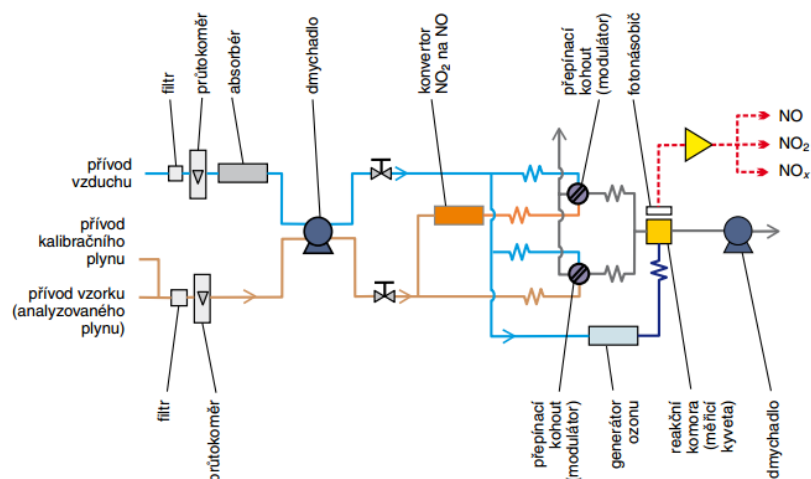 filtr
průtokoměr
absorbér
dmychadlo
konvertor
NO₂ na NO
přepínací
kohout
(modulátor)
fotonásobič
NO
NO₂
NOₓ
přívod
vzduchu
přívod
kalibračního
plynu
přívod vzorku
(analyzovaného
plynu)
filtr
průtokoměr
přepínací
kohout
(modulátor)
generátor
ozonu
reakční
komora
(měřicí
kyveta)
dmychadlo